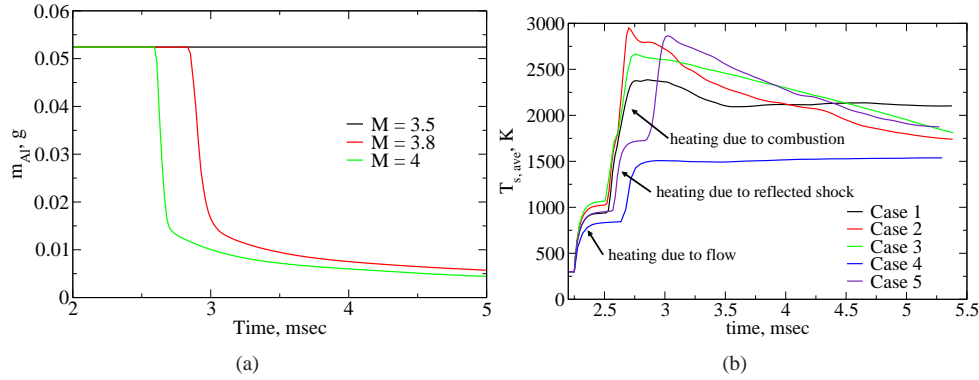 (a)
0.06
0.05
0.04
0.03
0.02
0.01
0
m_Al, g
M = 3.5
M = 3.8
M = 4
2
3
4
5
Time, msec
(a)
(b)
3000
2500
2000
1500
1000
500
T_s, ave, K
heating due to combustion
heating due to reflected shock
heating due to flow
Case 1
Case 2
Case 3
Case 4
Case 5
2.5
3
3.5
4
4.5
5
5.5
time, msec
(b)